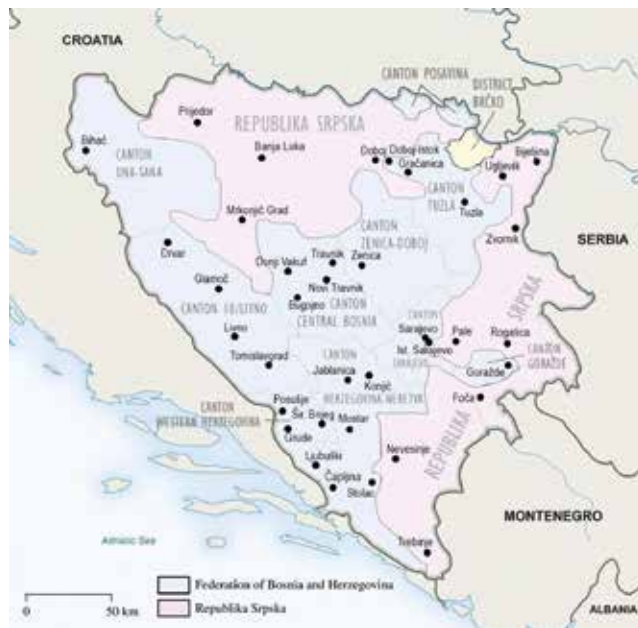 CROATIA
CANTON POSAVINA
DISTRICT
BRČKO
Prijedor
REPUBLIKA SRPSKA
Bihać
CANTON
UNA-SANA
Banja Luka
Doboj
Doboj-Istok
Gračanica
Bijeljina
Ugljevik
CANTON
TUZLA
Tuzla
Mrkonjić Grad
CANTON
ZENICA-DOBOJ
Zvornik
SERBIA
Drvar
Donji Vakuf
Travnik
Zenica
Glamoč
Novi Travnik
Bugojno
CANTON
CENTRAL BOSNIA
CANTON
Livno
CANTON
SARAJEVO
Sarajevo
Ist. Sarajevo
Pale
Rogatica
SRPSKA
Tomislavgrad
CANTON
Jablanica
Konjic
HERZEGOVINA-NERETVA
CANTON
GORAŽDE
Goražde
Foča
REPUBLIKA
CANTON
WESTERN HERZEGOVINA
Posušje
Grude
Mostar
Nevesinje
Ljubuški
Čapljina
Stolac
MONTENEGRO
Adriatic Sea
Trebinje
Federation of Bosnia and Herzegovina
Republika Srpska
0
50 km
ALBANIA